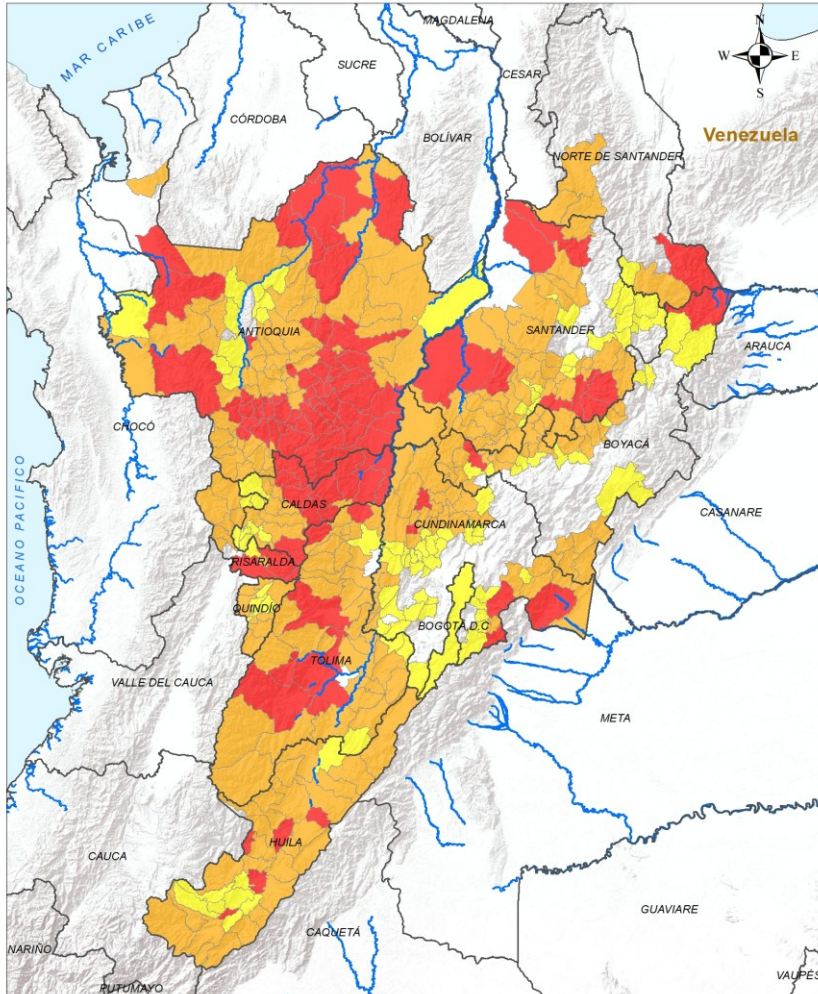 MAGDALENA
MAR CARIBE
N
W E
S
SUCRE
CESAR
CÓRDOBA
BOLÍVAR
Venezuela
NORTE DE SANTANDER
ANTIOQUIA
SANTANDER
ARAUCA
CHOCÓ
BOYACÁ
OCEANO PACIFICO
CALDAS
CUNDINAMARCA
CASANARE
RISARALDA
QUINDÍO
BOGOTÁ,D.C
TOLIMA
VALLE DEL CAUCA
META
HUILA
CAUCA
GUAVIARE
CAQUETÁ
NARIÑO
PUTUMAYO
VAUPÉS